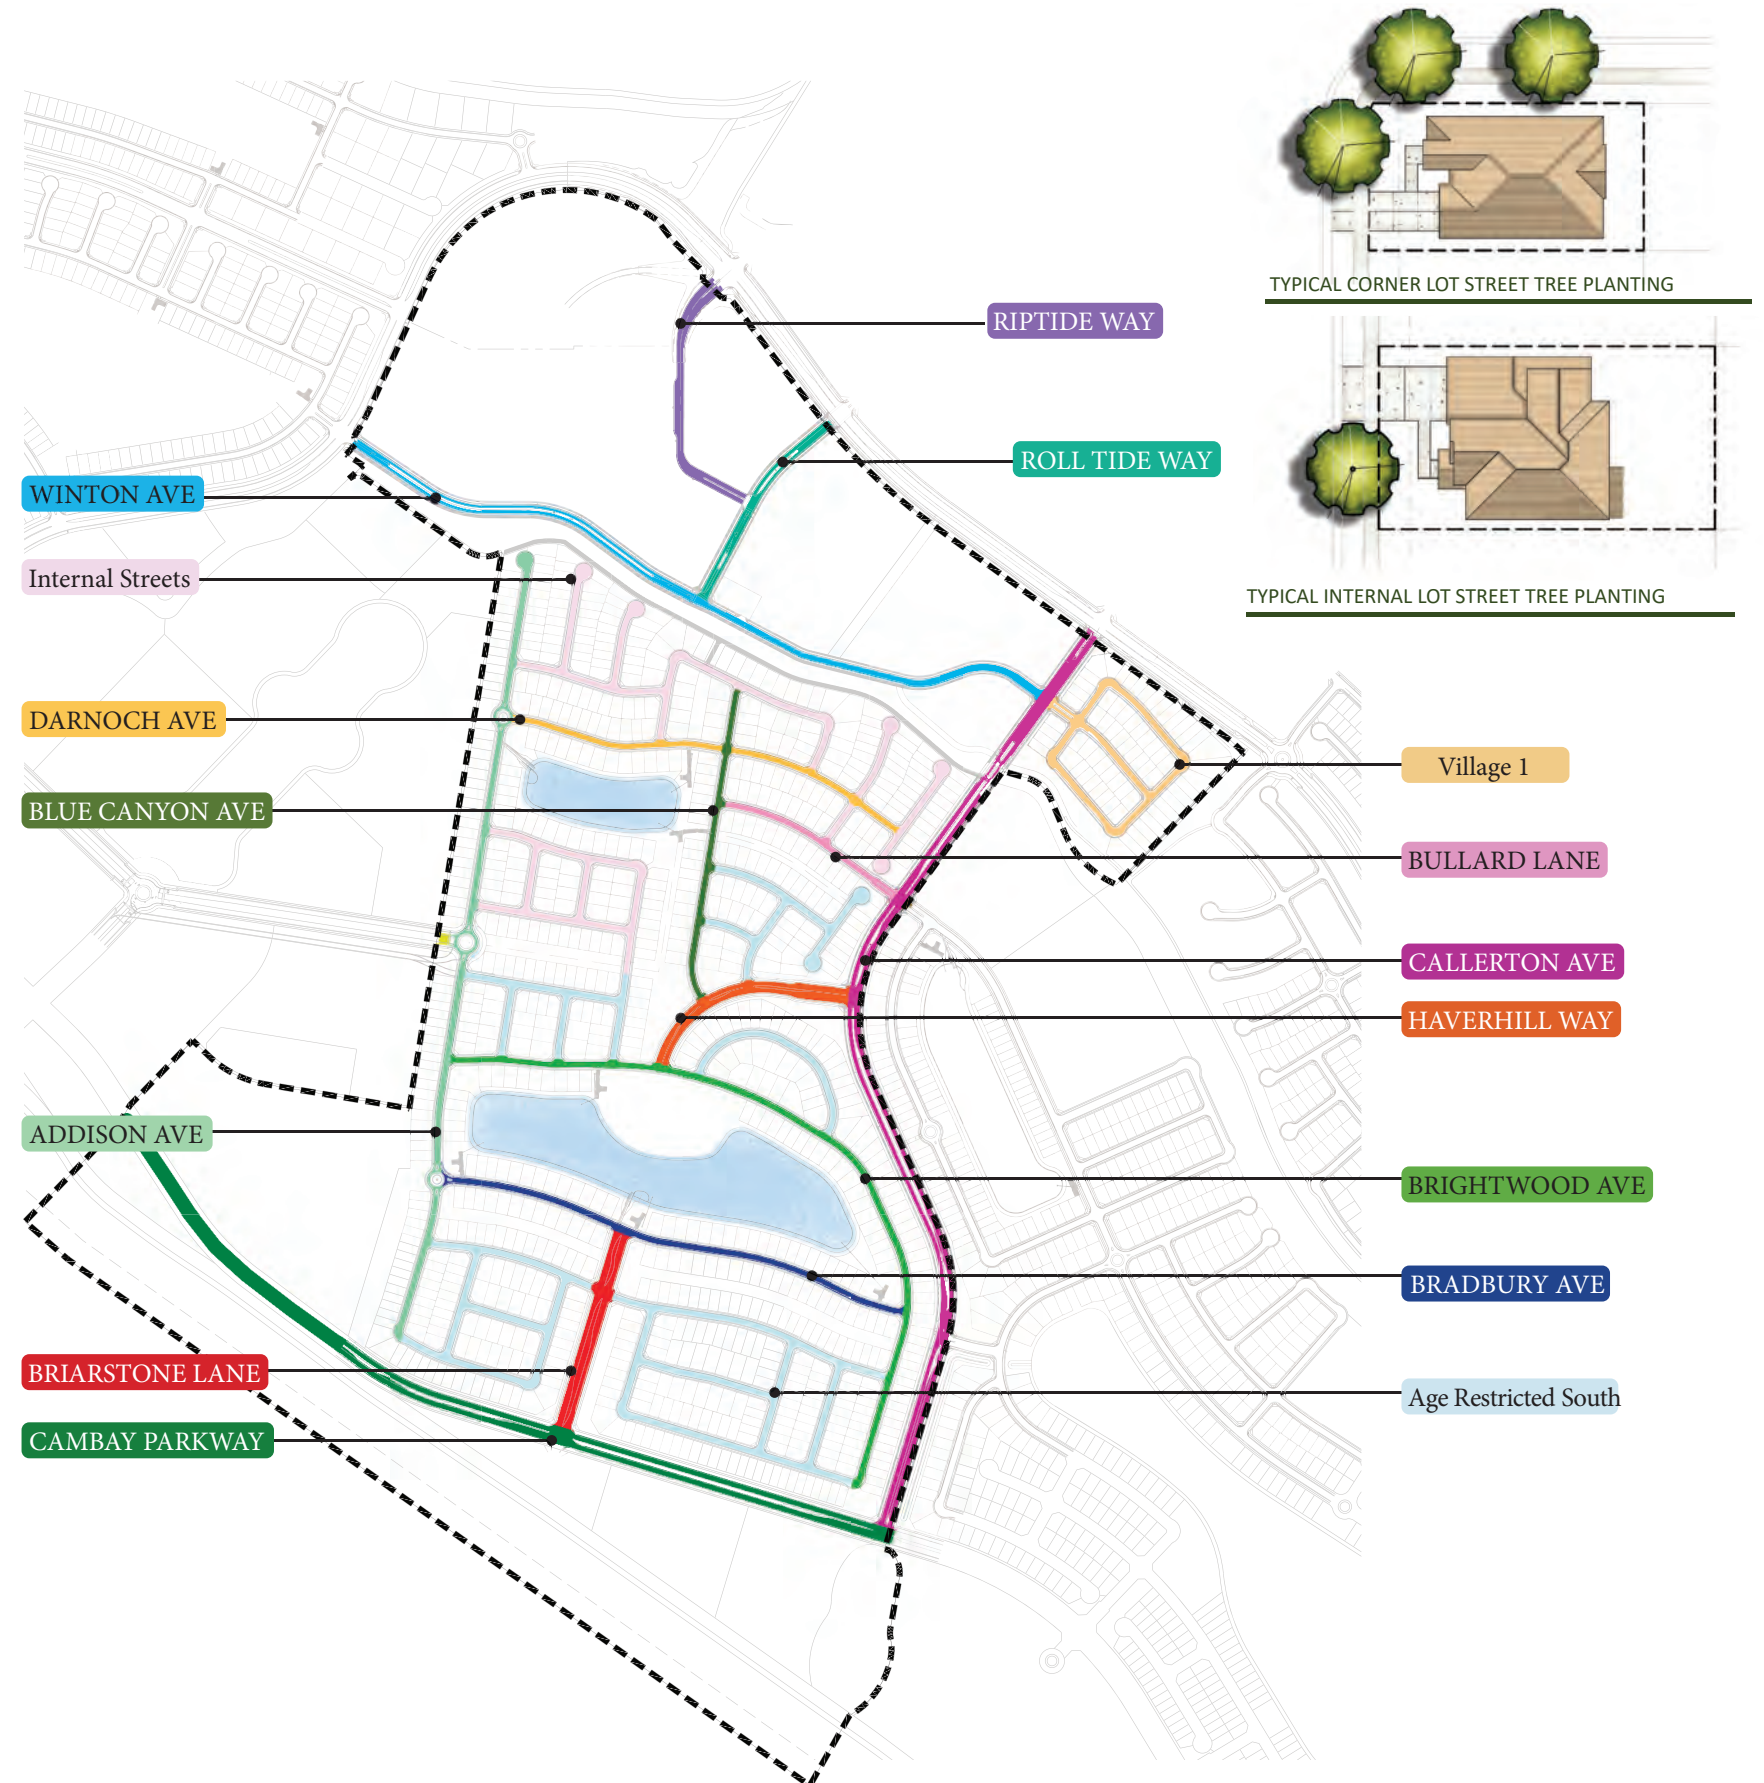 TYPICAL CORNER LOT STREET TREE PLANTING
RIPTIDE WAY
ROLL TIDE WAY
WINTON AVE
Internal Streets
TYPICAL INTERNAL LOT STREET TREE PLANTING
DARNOCH AVE
Village 1
BLUE CANYON AVE
BULLARD LANE
CALLERTON AVE
HAVERHILL WAY
ADDISON AVE
BRIGHTWOOD AVE
BRADBURY AVE
BRIARSTONE LANE
Age Restricted South
CAMBAY PARKWAY